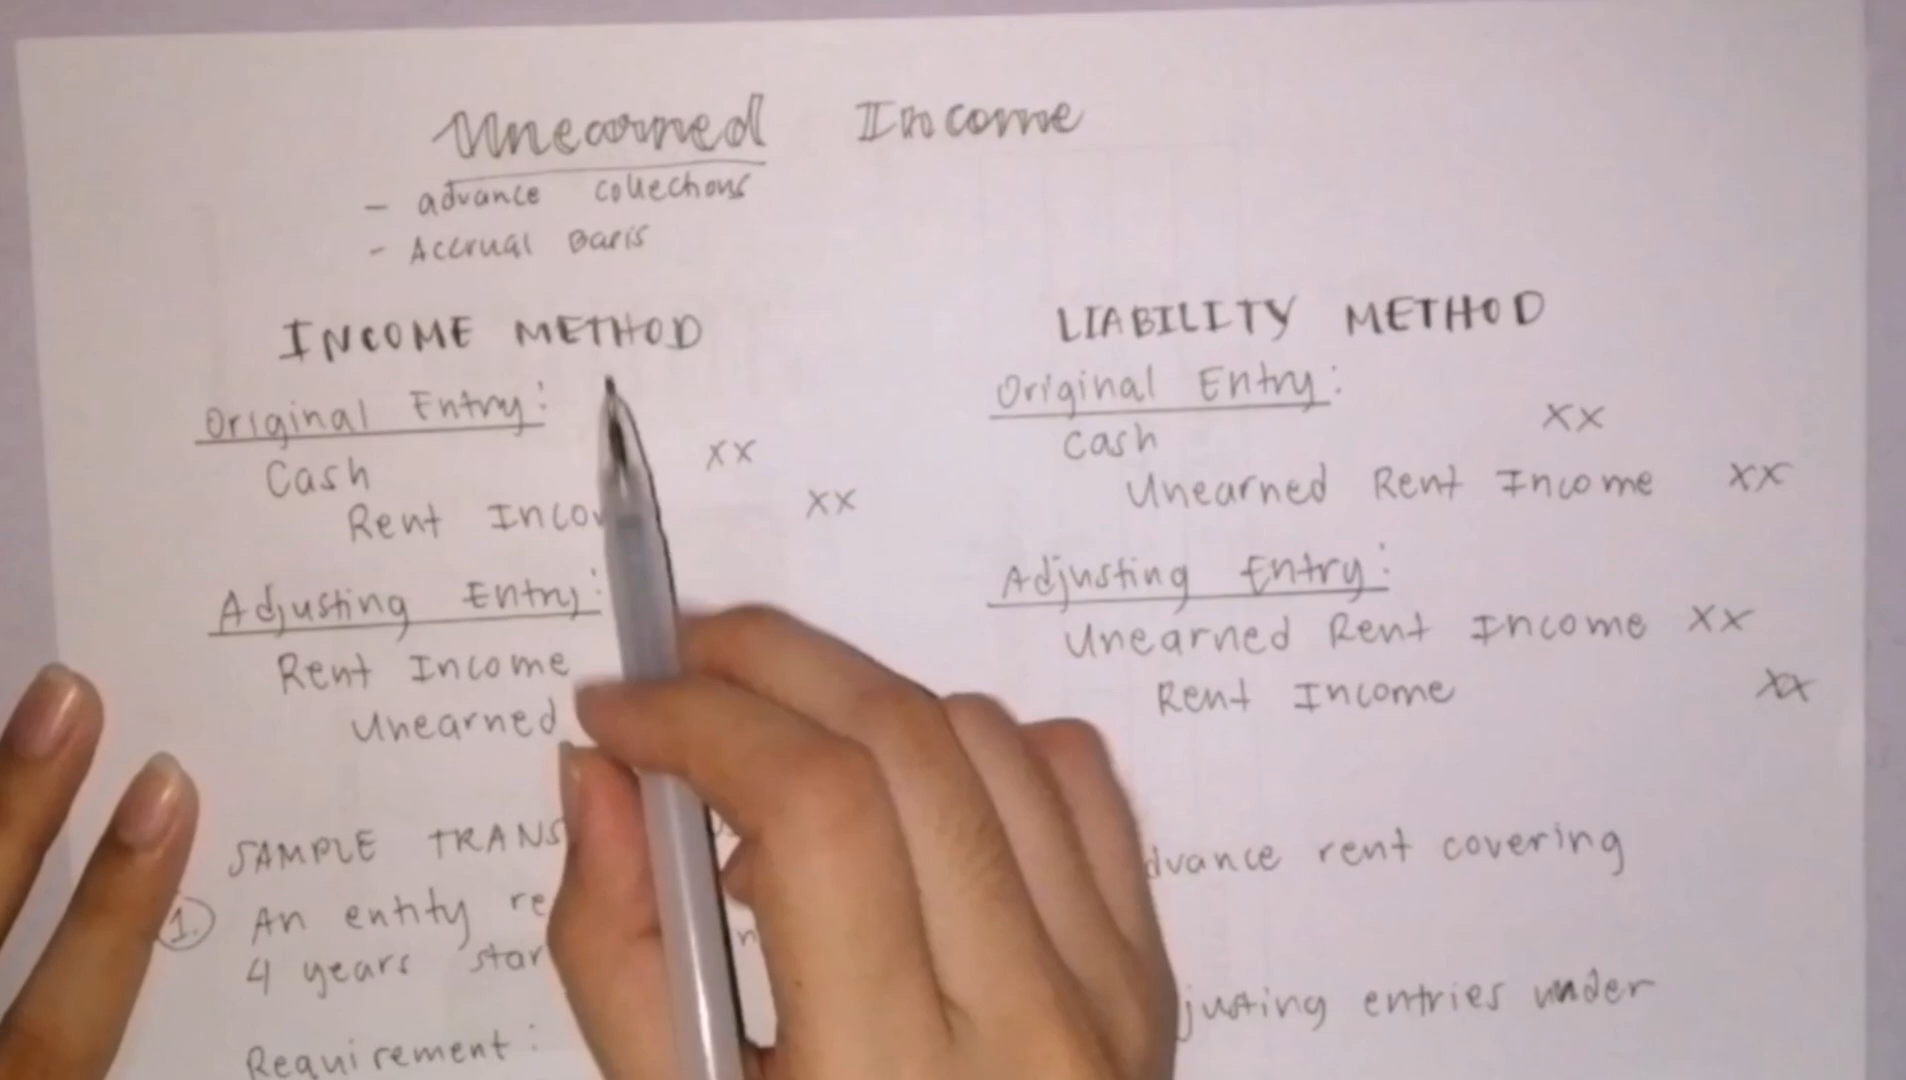 Unearned Income
- advance collections
- Accrual Basis
INCOME METHOD
Original Entry:
Cash xx
Rent xx
Adjusting Entry:
Rent Income
Unearned
LIABILITY METHOD
Original Entry:
Cash xx
Unearned Rent Income xx
Adjusting Entry:
Unearned Rent Income xx
Rent Income xx
SAMPLE
1. An entity rent covering
4 years
Requirement: entries under